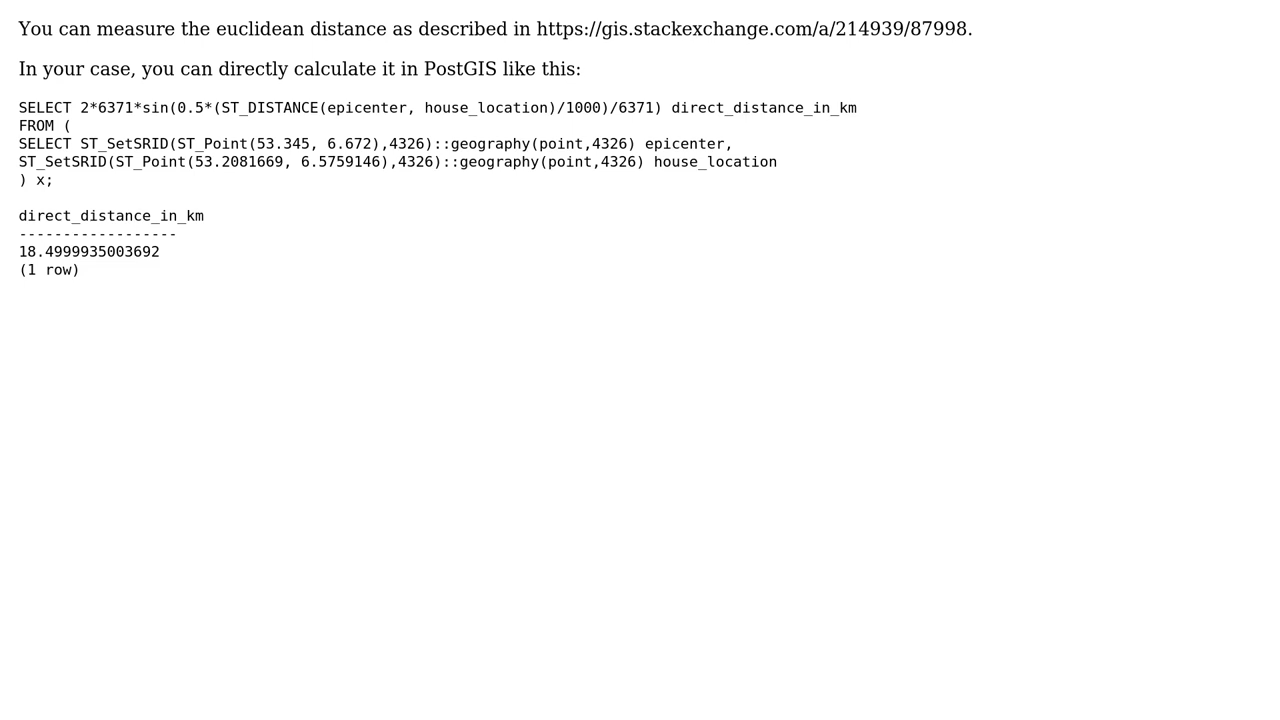 You can measure the euclidean distance as described in https://gis.stackexchange.com/a/214939/87998.
In your case, you can directly calculate it in PostGIS like this:
SELECT 2*6371*sin(0.5*(ST_DISTANCE(epicenter, house_location)/1000)/6371) direct_distance_in_km
FROM (
SELECT ST_SetSRID(ST_Point(53.345, 6.672),4326)::geography(point,4326) epicenter,
ST_SetSRID(ST_Point(53.2081669, 6.5759146),4326)::geography(point,4326) house_location
) x;
direct_distance_in_km
------------------
18.4999935003692
(1 row)